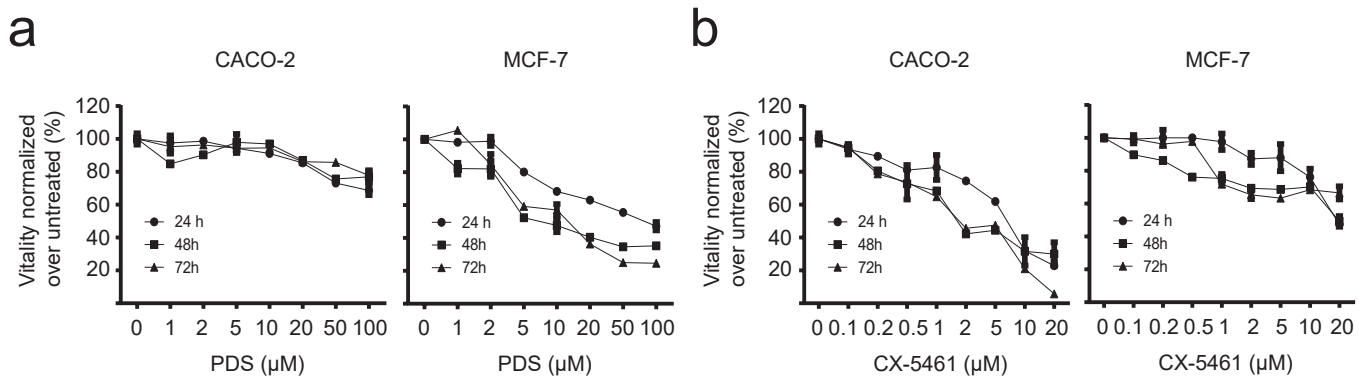 a
b
CACO-2
MCF-7
CACO-2
MCF-7
Vitality normalized
over untreated (%)
120
100
80
60
40
20
24 h
48h
72h
0 1 2 5 10 20 50 100
PDS (µM)
24 h
48h
72h
0 1 2 5 10 20 50 100
PDS (µM)
Vitality normalized
over untreated (%)
120
100
80
60
40
20
24 h
48h
72h
0 0.1 0.2 0.5 1 2 5 10 20
CX-5461 (µM)
24 h
48h
72h
0 0.1 0.2 0.5 1 2 5 10 20
CX-5461 (µM)